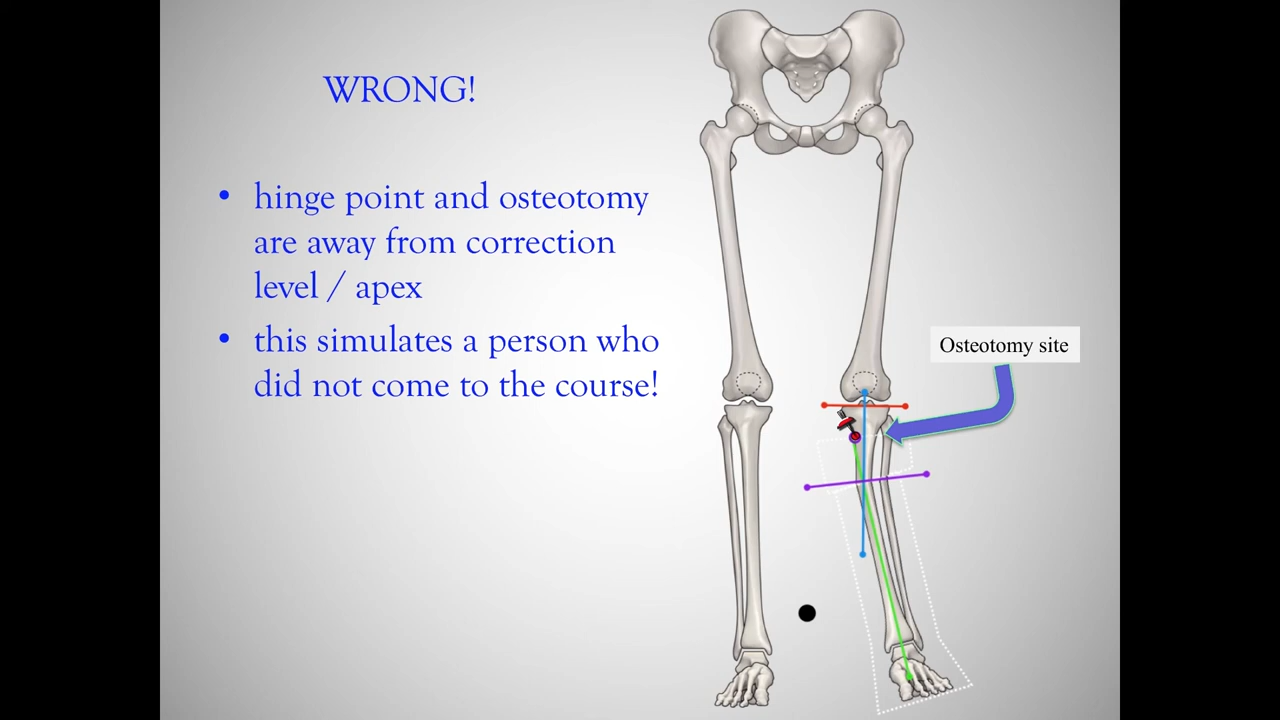 WRONG!
• hinge point and osteotomy
are away from correction
level / apex
• this simulates a person who
did not come to the course!
Osteotomy site